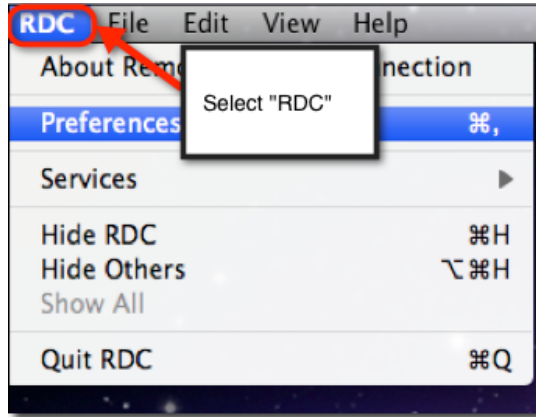 RDC File Edit View Help
About Rem nection
Select "RDC"
Preferences ⌘,
Services ▶
Hide RDC ⌘H
Hide Others ⌥⌘H
Show All
Quit RDC ⌘Q